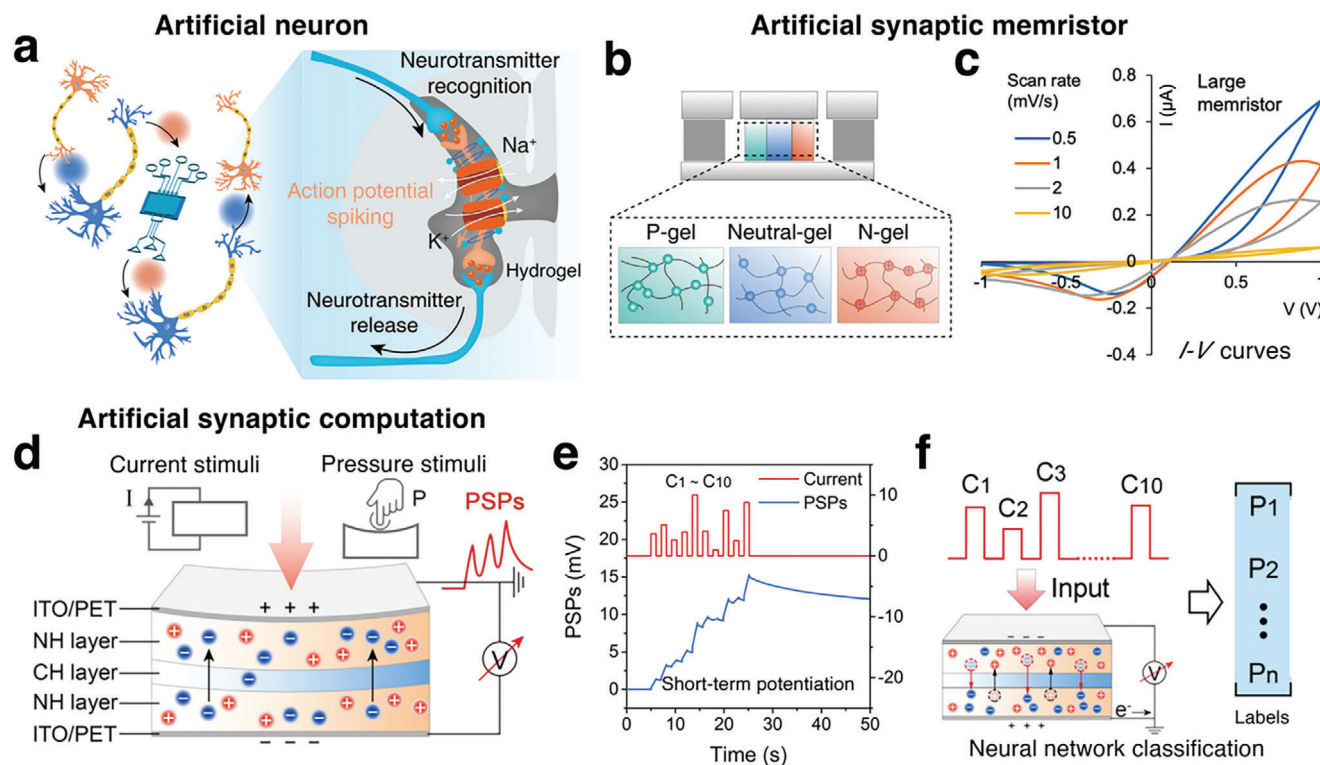 Artificial neuron
a
Neurotransmitter
recognition
Na⁺
Action potential
spiking
K⁺
Hydrogel
Neurotransmitter
release
Artificial synaptic memristor
b
P-gel
Neutral-gel
N-gel
c
Scan rate
(mV/s)
0.5
1
2
10
Large
memristor
I (μA)
0.8
0.6
0.4
0.2
0
-0.2
-0.4
-1
0.5
1
V (V)
I-V curves
Artificial synaptic computation
d
Current stimuli
Pressure stimuli
I
P
PSPs
+ + +
ITO/PET
NH layer
CH layer
NH layer
ITO/PET
V
− − −
e
C1 ~ C10
Current
PSPs
PSPs (mV)
30
25
20
15
10
5
0
10
0
-10
-20
Short-term potentiation
0 10 20 30 40 50
Time (s)
f
C1
C2
C3
C10
Input
− − −
V
e⁻
+ + +
P1
P2
Pn
Labels
Neural network classification